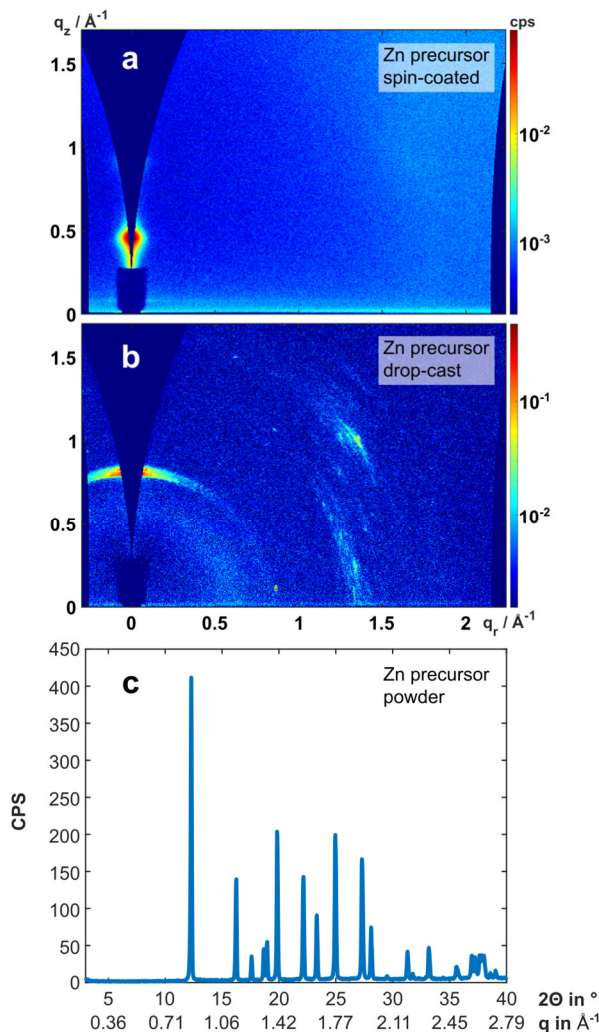 q_z / Å⁻¹
cps
1.5
a
Zn precursor
spin-coated
10⁻²
1
0.5
10⁻³
0
1.5
b
Zn precursor
drop-cast
10⁻¹
1
0.5
10⁻²
0
0 0.5 1 1.5 2 q_r / Å⁻¹
450
c
Zn precursor
powder
400
350
300
250
CPS
200
150
100
50
0
5 10 15 20 25 30 35 40 2Θ in °
0.36 0.71 1.06 1.42 1.77 2.11 2.45 2.79 q in Å⁻¹